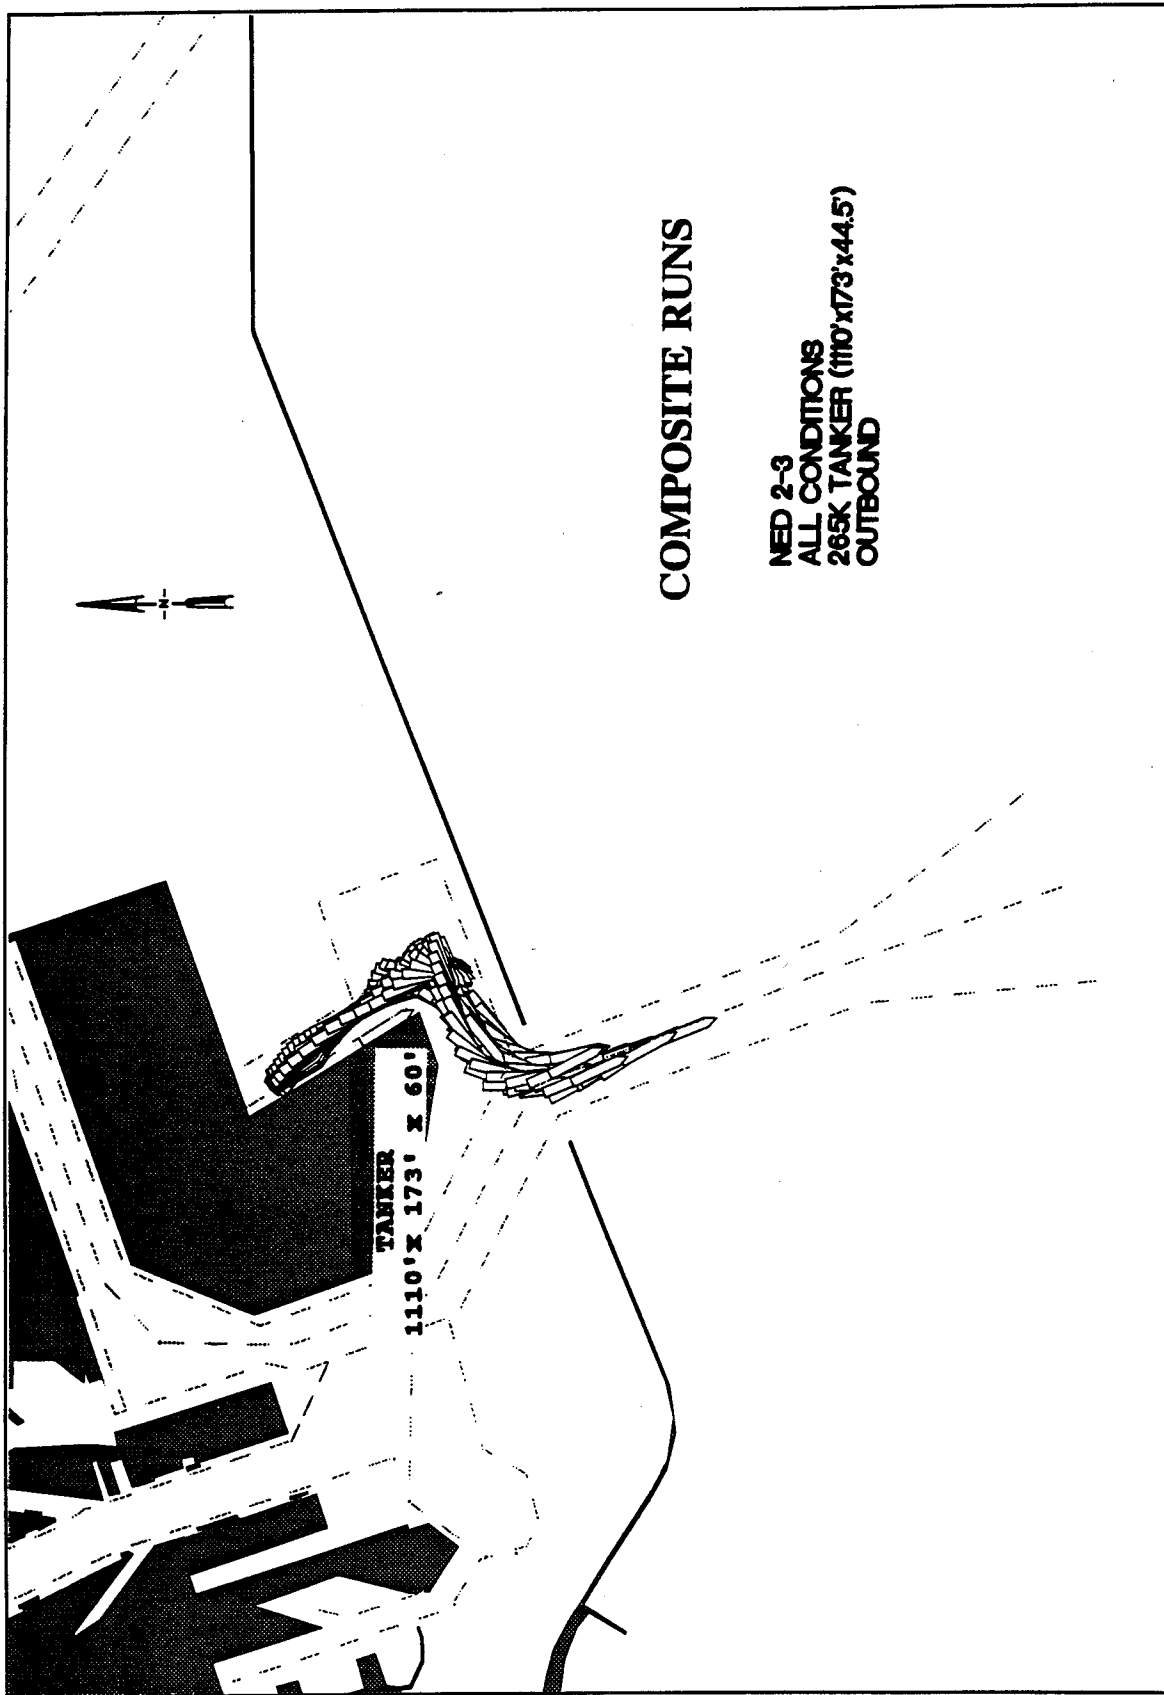 N
COMPOSITE RUNS
NED 2-3
ALL CONDITIONS
265K TANKER (1110'x173'x44.5')
OUTBOUND
TANKER
1110'X 173' X 60'